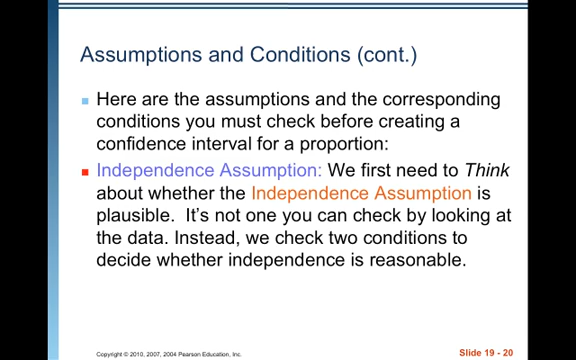 Assumptions and Conditions (cont.)
Here are the assumptions and the corresponding
conditions you must check before creating a
confidence interval for a proportion:
Independence Assumption: We first need to Think
about whether the Independence Assumption is
plausible. It’s not one you can check by looking at
the data. Instead, we check two conditions to
decide whether independence is reasonable.
Copyright © 2010, 2007, 2004 Pearson Education, Inc.
Slide 19 - 20